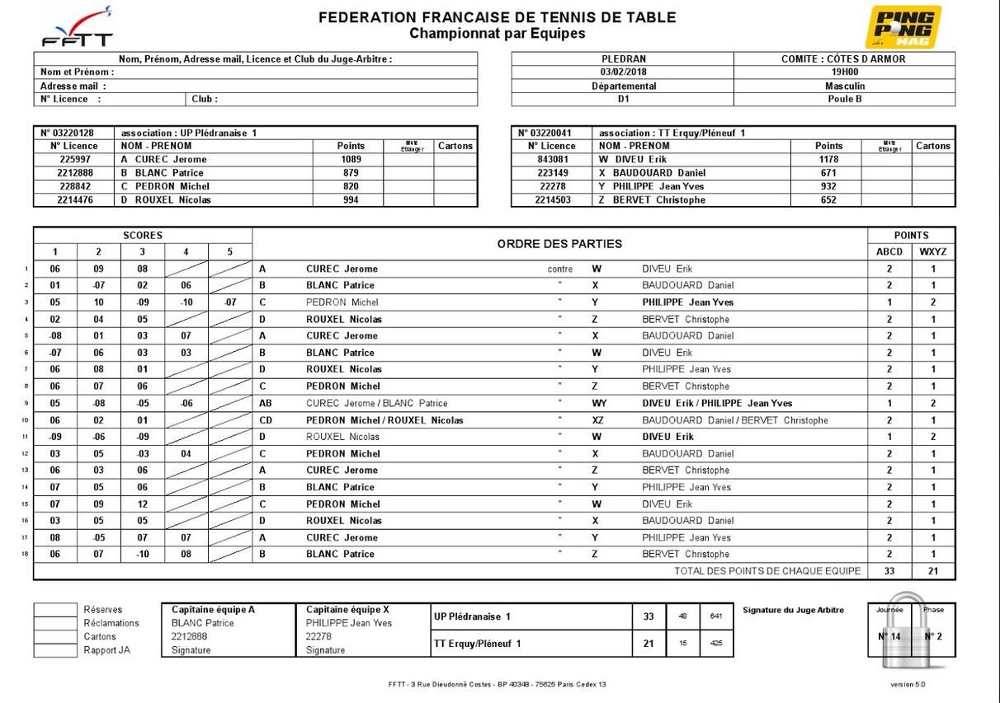 FFTT
FEDERATION FRANCAISE DE TENNIS DE TABLE
Championnat par Equipes
PING
PONG
MAG
Nom, Prénom, Adresse mail, Licence et Club du Juge-Arbitre :
Nom et Prénom :
Adresse mail :
N° Licence : Club :
PLEDRAN COMITE : CÔTES D ARMOR
03/02/2018 19H00
Départemental Masculin
D1 Poule B
N° 03220128 association : UP Plédranaise 1
N° Licence NOM - PRENOM Points Muté Etranger Cartons
225997 A CUREC Jerome 1089
2212888 B BLANC Patrice 879
228842 C PEDRON Michel 820
2214476 D ROUXEL Nicolas 994
N° 03220041 association : TT Erquy/Pléneuf 1
N° Licence NOM - PRENOM Points Muté Etranger Cartons
843081 W DIVEU Erik 1178
223149 X BAUDOUARD Daniel 671
22278 Y PHILIPPE Jean Yves 932
2214503 Z BERVET Christophe 652
SCORES ORDRE DES PARTIES POINTS
1 2 3 4 5 ABCD WXYZ
1 06 09 08 A CUREC Jerome contre W DIVEU Erik 2 1
2 01 -07 02 06 B BLANC Patrice " X BAUDOUARD Daniel 2 1
3 05 10 -09 -10 -07 C PEDRON Michel " Y PHILIPPE Jean Yves 1 2
4 02 04 05 D ROUXEL Nicolas " Z BERVET Christophe 2 1
5 -08 01 03 07 A CUREC Jerome " X BAUDOUARD Daniel 2 1
6 -07 06 03 03 B BLANC Patrice " W DIVEU Erik 2 1
7 06 08 01 D ROUXEL Nicolas " Y PHILIPPE Jean Yves 2 1
8 06 07 06 C PEDRON Michel " Z BERVET Christophe 2 1
9 05 -08 -05 -06 AB CUREC Jerome / BLANC Patrice " WY DIVEU Erik / PHILIPPE Jean Yves 1 2
10 06 02 01 CD PEDRON Michel / ROUXEL Nicolas " XZ BAUDOUARD Daniel / BERVET Christophe 2 1
11 -09 -06 -09 D ROUXEL Nicolas " W DIVEU Erik 1 2
12 03 05 -03 04 C PEDRON Michel " X BAUDOUARD Daniel 2 1
13 06 03 06 A CUREC Jerome " Z BERVET Christophe 2 1
14 07 05 06 B BLANC Patrice " Y PHILIPPE Jean Yves 2 1
15 07 09 12 C PEDRON Michel " W DIVEU Erik 2 1
16 03 05 05 D ROUXEL Nicolas " X BAUDOUARD Daniel 2 1
17 08 -05 07 07 A CUREC Jerome " Y PHILIPPE Jean Yves 2 1
18 06 07 -10 08 B BLANC Patrice " Z BERVET Christophe 2 1
TOTAL DES POINTS DE CHAQUE EQUIPE 33 21
Réserves
Réclamations
Cartons
Rapport JA
Capitaine équipe A
BLANC Patrice
2212888
Signature
Capitaine équipe X
PHILIPPE Jean Yves
22278
Signature
UP Plédranaise 1 33 48 641
TT Erquy/Pléneuf 1 21 15 425
Signature du Juge Arbitre
Journée Phase
N° 14 N° 2
FFTT - 3 Rue Dieudonné Costes - BP 40348 - 75625 Paris Cedex 13
version 5.0